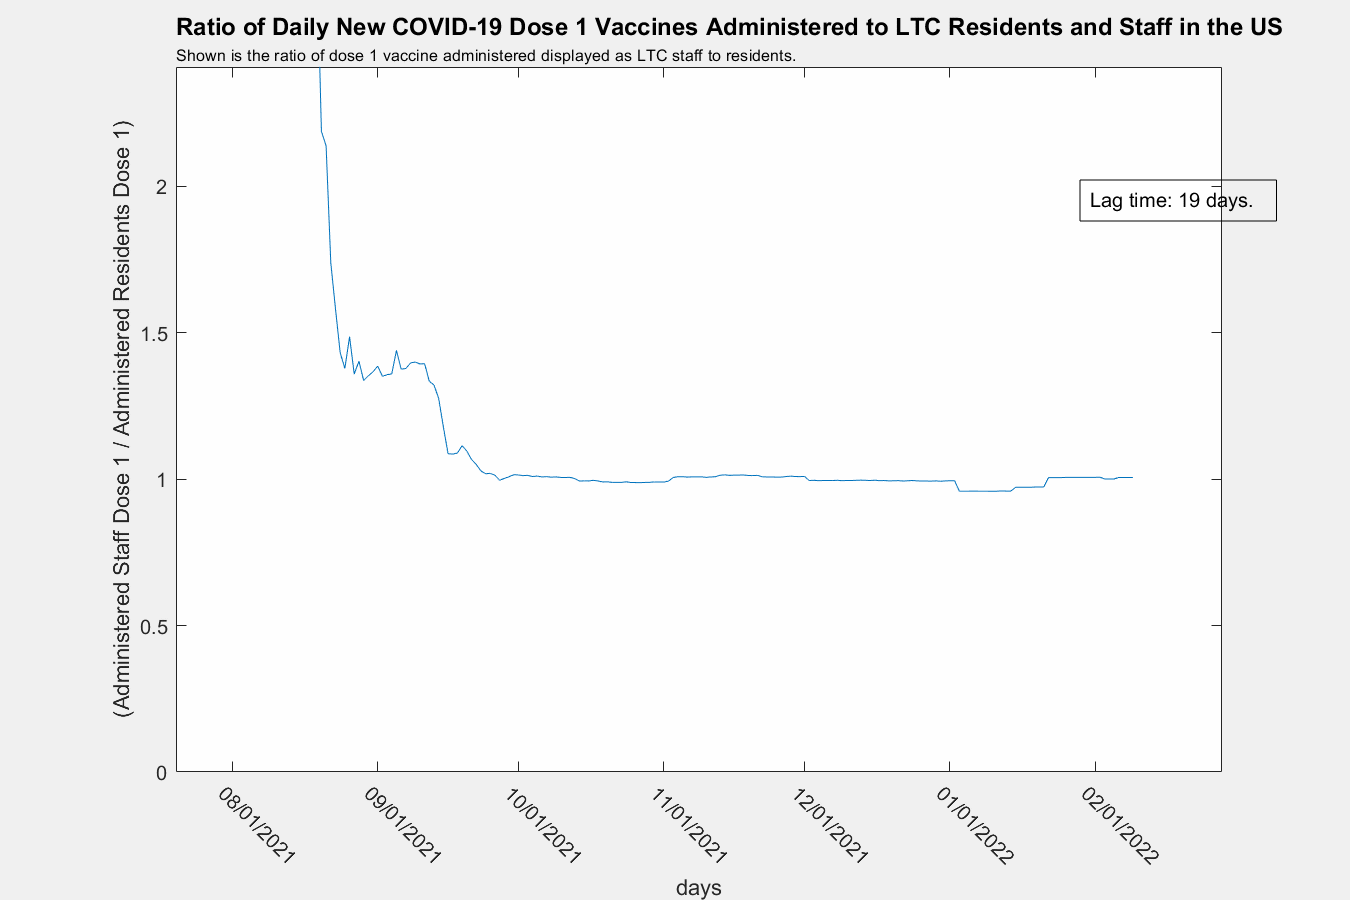 Ratio of Daily New COVID-19 Dose 1 Vaccines Administered to LTC Residents and Staff in the US
Shown is the ratio of dose 1 vaccine administered displayed as LTC staff to residents.
(Administered Staff Dose 1 / Administered Residents Dose 1)
2
1.5
1
0.5
0
Lag time: 19 days.
08/01/2021
09/01/2021
10/01/2021
11/01/2021
12/01/2021
01/01/2022
02/01/2022
days